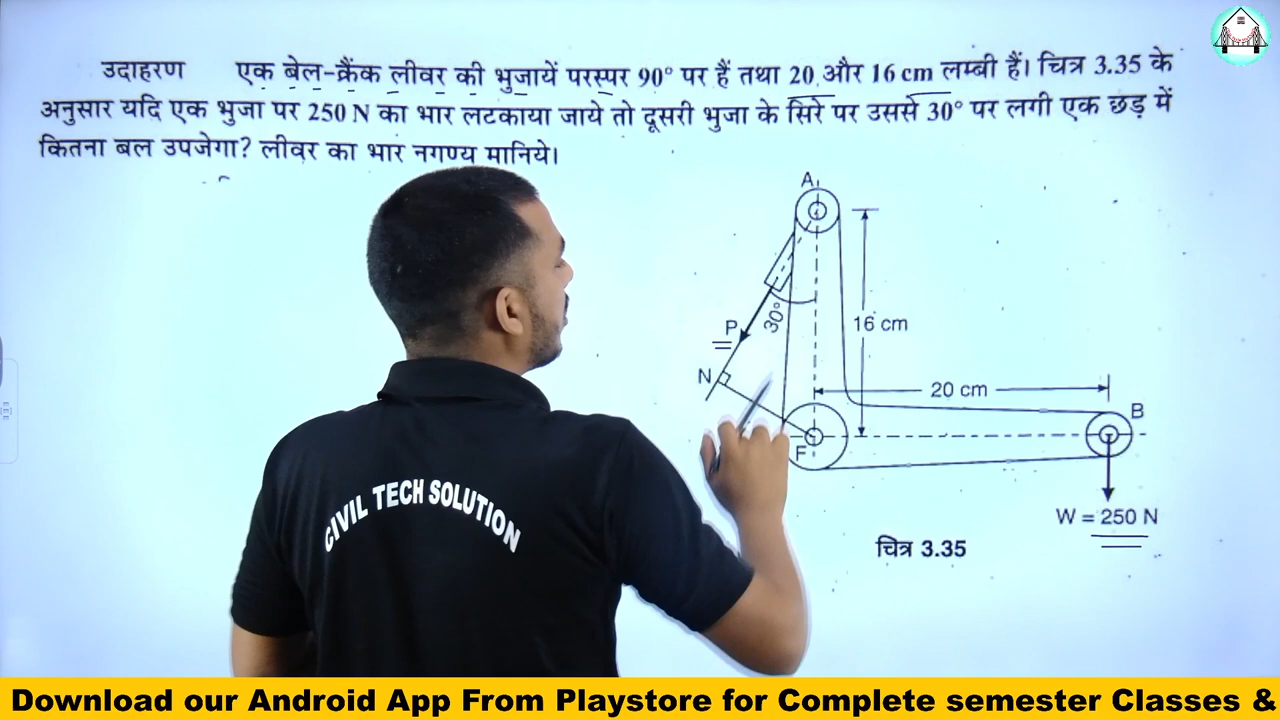 उदाहरण एक बेल-क्रैंक लीवर की भुजायें परस्पर 90° पर हैं तथा 20 और 16 cm लम्बी हैं। चित्र 3.35 के
अनुसार यदि एक भुजा पर 250 N का भार लटकाया जाये तो दूसरी भुजा के सिरे पर उससे 30° पर लगी एक छड़ में
कितना बल उपजेगा? लीवर का भार नगण्य मानिये।
A
30°
16 cm
P
N
20 cm
B
F
W = 250 N
चित्र 3.35
CIVIL TECH SOLUTION
Download our Android App From Playstore for Complete semester Classes &